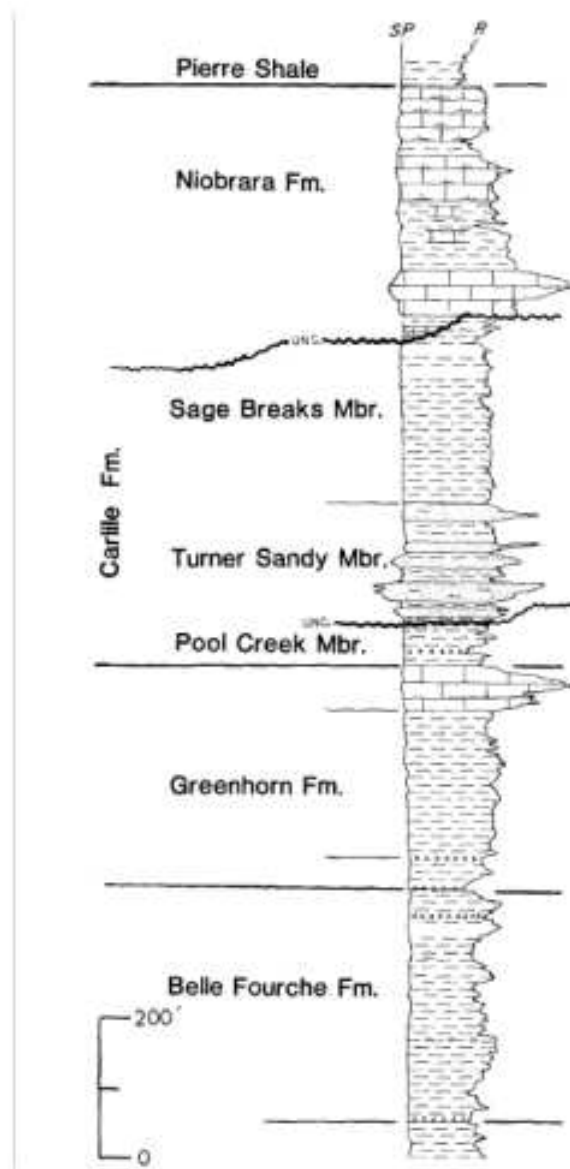 SP R
Pierre Shale
Niobrara Fm.
UNC.
Sage Breaks Mbr.
Carlile Fm.
Turner Sandy Mbr.
UNC.
Pool Creek Mbr.
Greenhorn Fm.
Belle Fourche Fm.
200'
0